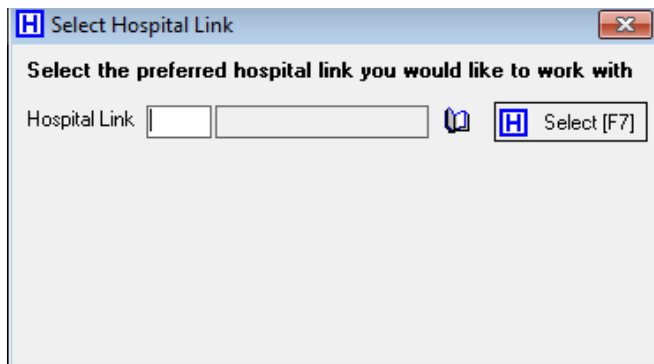 H Select Hospital Link
Select the preferred hospital link you would like to work with
Hospital Link
H Select [F7]